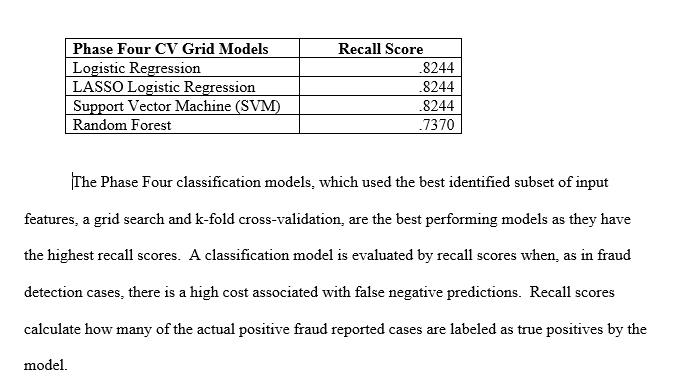 Phase Four CV Grid Models Recall Score
Logistic Regression .8244
LASSO Logistic Regression .8244
Support Vector Machine (SVM) .8244
Random Forest .7370
The Phase Four classification models, which used the best identified subset of input
features, a grid search and k-fold cross-validation, are the best performing models as they have
the highest recall scores.  A classification model is evaluated by recall scores when, as in fraud
detection cases, there is a high cost associated with false negative predictions.  Recall scores
calculate how many of the actual positive fraud reported cases are labeled as true positives by the
model.